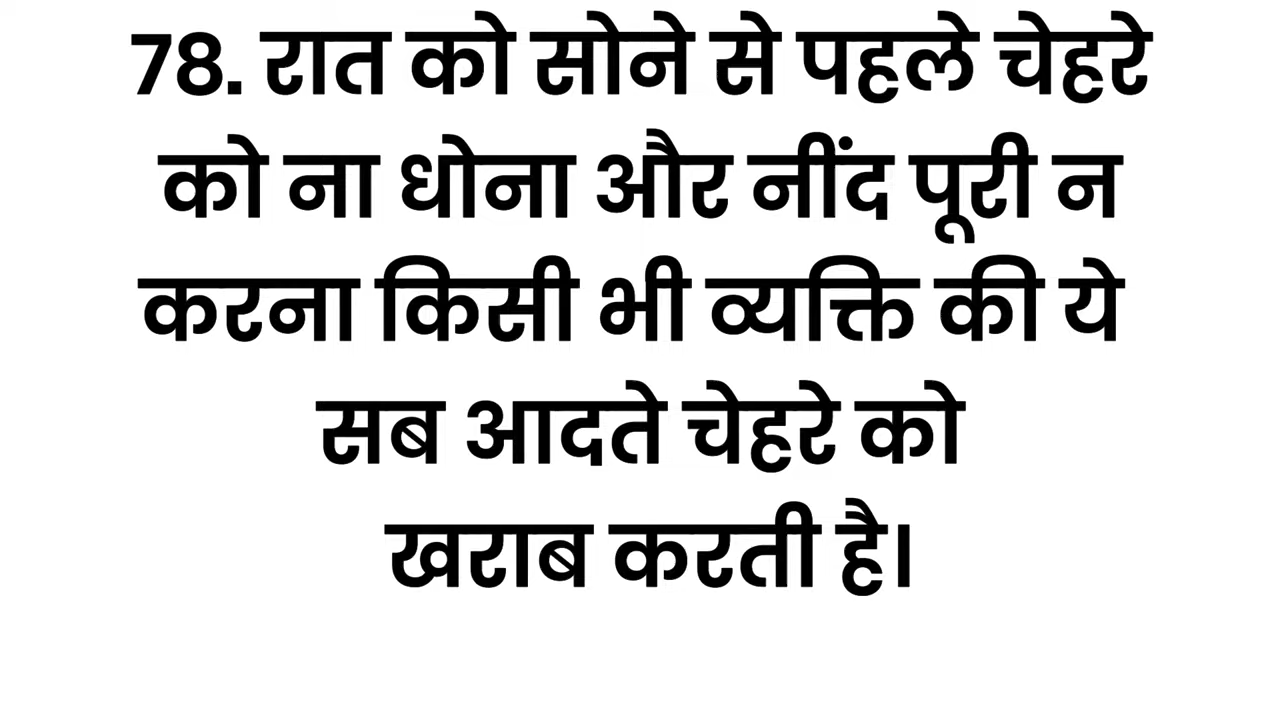 78. रात को सोने से पहले चेहरे
को ना धोना और नींद पूरी न
करना किसी भी व्यक्ति की ये
सब आदते चेहरे को
खराब करती है।